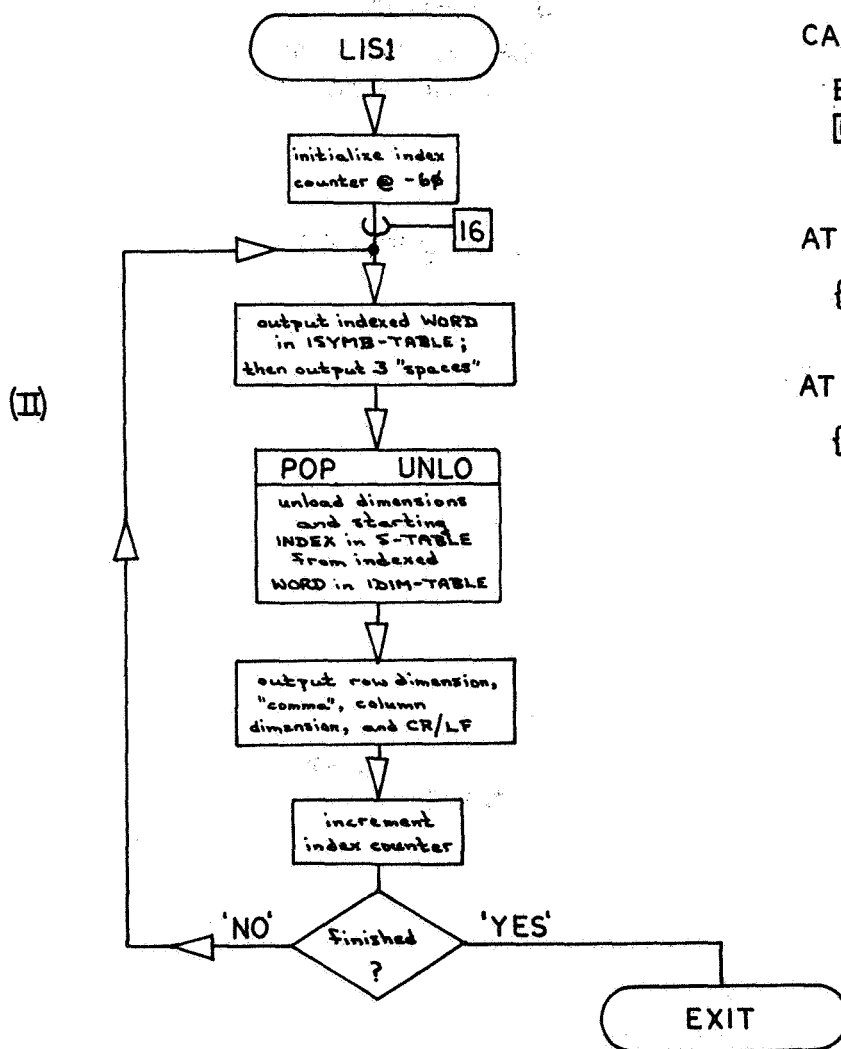 LIS1
CA
initialize index
counter @ -6ø
16
AT
output indexed WORD
in ISYMB-TABLE;
then output 3 "spaces"
AT
(II)
POP UNLO
unload dimensions
and starting
INDEX in S-TABLE
from indexed
WORD in IDIM-TABLE
output row dimension,
"comma", column
dimension, and CR/LF
increment
index counter
'NO'
finished
?
'YES'
EXIT